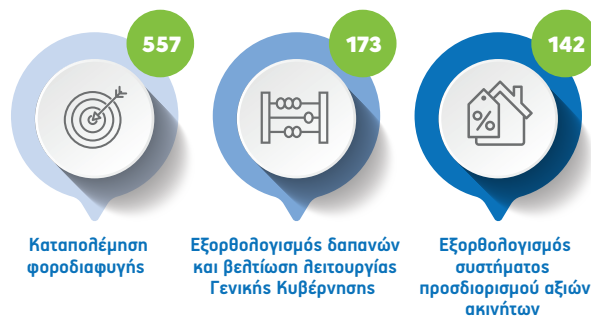 557
173
142
%
Καταπολέμηση
φοροδιαφυγής
Εξορθολογισμός δαπανών
και βελτίωση λειτουργίας
Γενικής Κυβέρνησης
Εξορθολογισμός
συστήματος
προσδιορισμού αξιών
ακινήτων